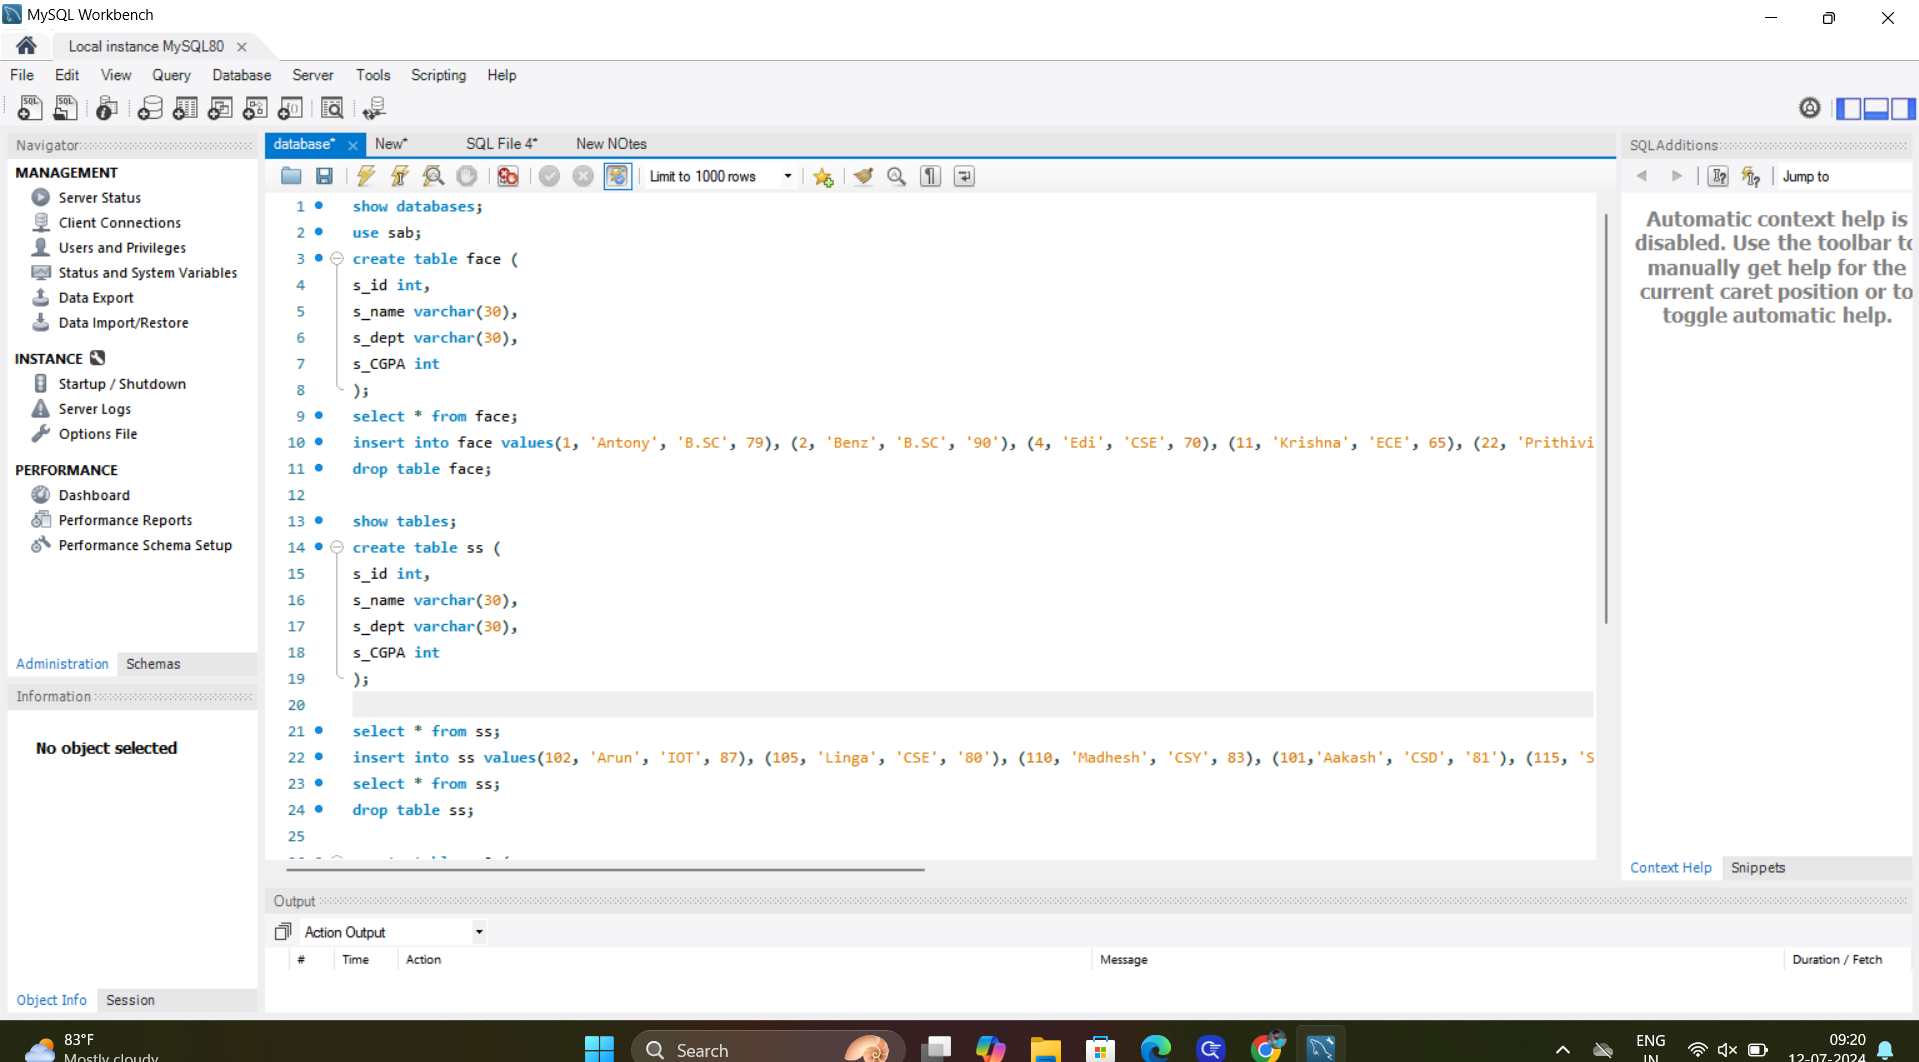 MySQL Workbench
Local instance MySQL80
File Edit View Query Database Server Tools Scripting Help
Navigator
MANAGEMENT
Server Status
Client Connections
Users and Privileges
Status and System Variables
Data Export
Data Import/Restore
INSTANCE
Startup / Shutdown
Server Logs
Options File
PERFORMANCE
Dashboard
Performance Reports
Performance Schema Setup
Administration Schemas
Information
No object selected
Object Info Session
database* New* SQL File 4* New NOtes
Limit to 1000 rows
1 show databases;
2 use sab;
3 create table face (
4 s_id int,
5 s_name varchar(30),
6 s_dept varchar(30),
7 s_CGPA int
8 );
9 select * from face;
10 insert into face values(1, 'Antony', 'B.SC', 79), (2, 'Benz', 'B.SC', '90'), (4, 'Edi', 'CSE', 70), (11, 'Krishna', 'ECE', 65), (22, 'Prithivi
11 drop table face;
12
13 show tables;
14 create table ss (
15 s_id int,
16 s_name varchar(30),
17 s_dept varchar(30),
18 s_CGPA int
19 );
20
21 select * from ss;
22 insert into ss values(102, 'Arun', 'IOT', 87), (105, 'Linga', 'CSE', '80'), (110, 'Madhesh', 'CSY', 83), (101,'Aakash', 'CSD', '81'), (115, 'S
23 select * from ss;
24 drop table ss;
25
SQLAdditions
Jump to
Automatic context help is
disabled. Use the toolbar to
manually get help for the
current caret position or to
toggle automatic help.
Context Help Snippets
Output
Action Output
# Time Action Message Duration / Fetch
83°F
Mostly cloudy
Search
ENG
IN
09:20
12-07-2024